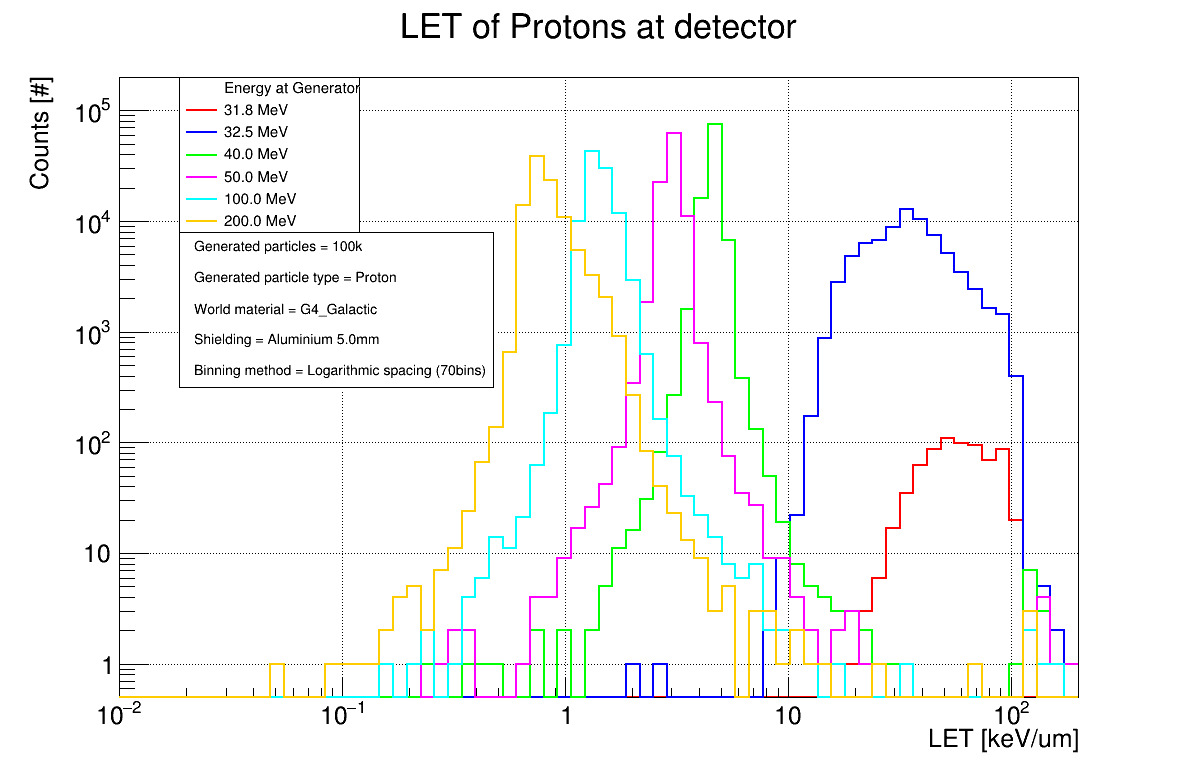 LET of Protons at detector
Counts [#]
Energy at Generator
31.8 MeV
32.5 MeV
40.0 MeV
50.0 MeV
100.0 MeV
200.0 MeV
Generated particles = 100k
Generated particle type = Proton
World material = G4_Galactic
Shielding = Aluminium 5.0mm
Binning method = Logarithmic spacing (70bins)
10⁵
10⁴
10³
10²
10
1
10⁻² 10⁻¹ 1 10 10²
LET [keV/um]